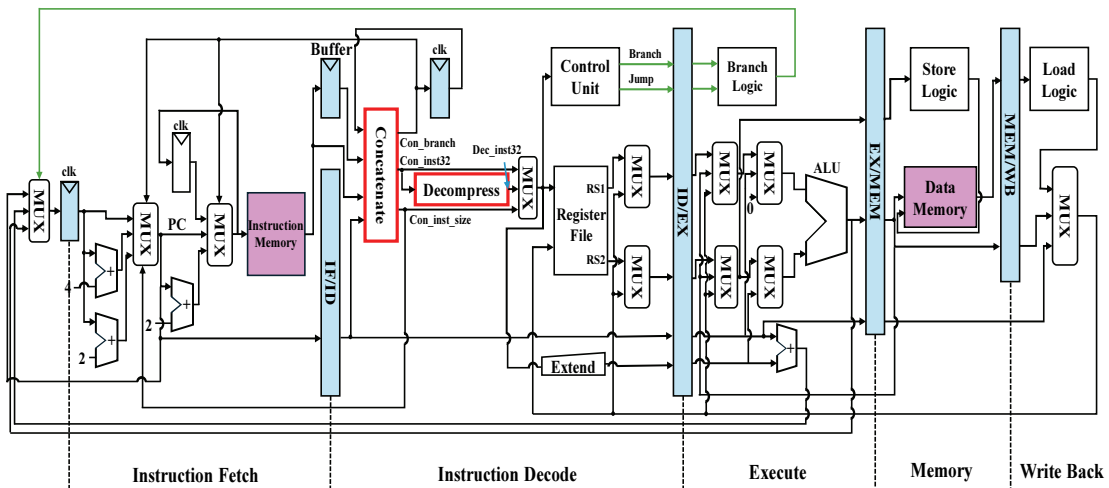 Buffer
clk
Control
Unit
Branch
Jump
Branch
Logic
Store
Logic
Load
Logic
clk
clk
Con_branch
Con_inst32
Dec_inst32
Concatenate
Decompress
Con_inst_size
MUX
MUX
PC
MUX
Instruction
Memory
IF/ID
MUX
Register
File
RS1
RS2
MUX
MUX
ID/EX
MUX
MUX
MUX
MUX
0
ALU
EX/MEM
Data
Memory
MEM/WB
MUX
4
+
2
+
2
+
Extend
+
Instruction Fetch
Instruction Decode
Execute
Memory
Write Back